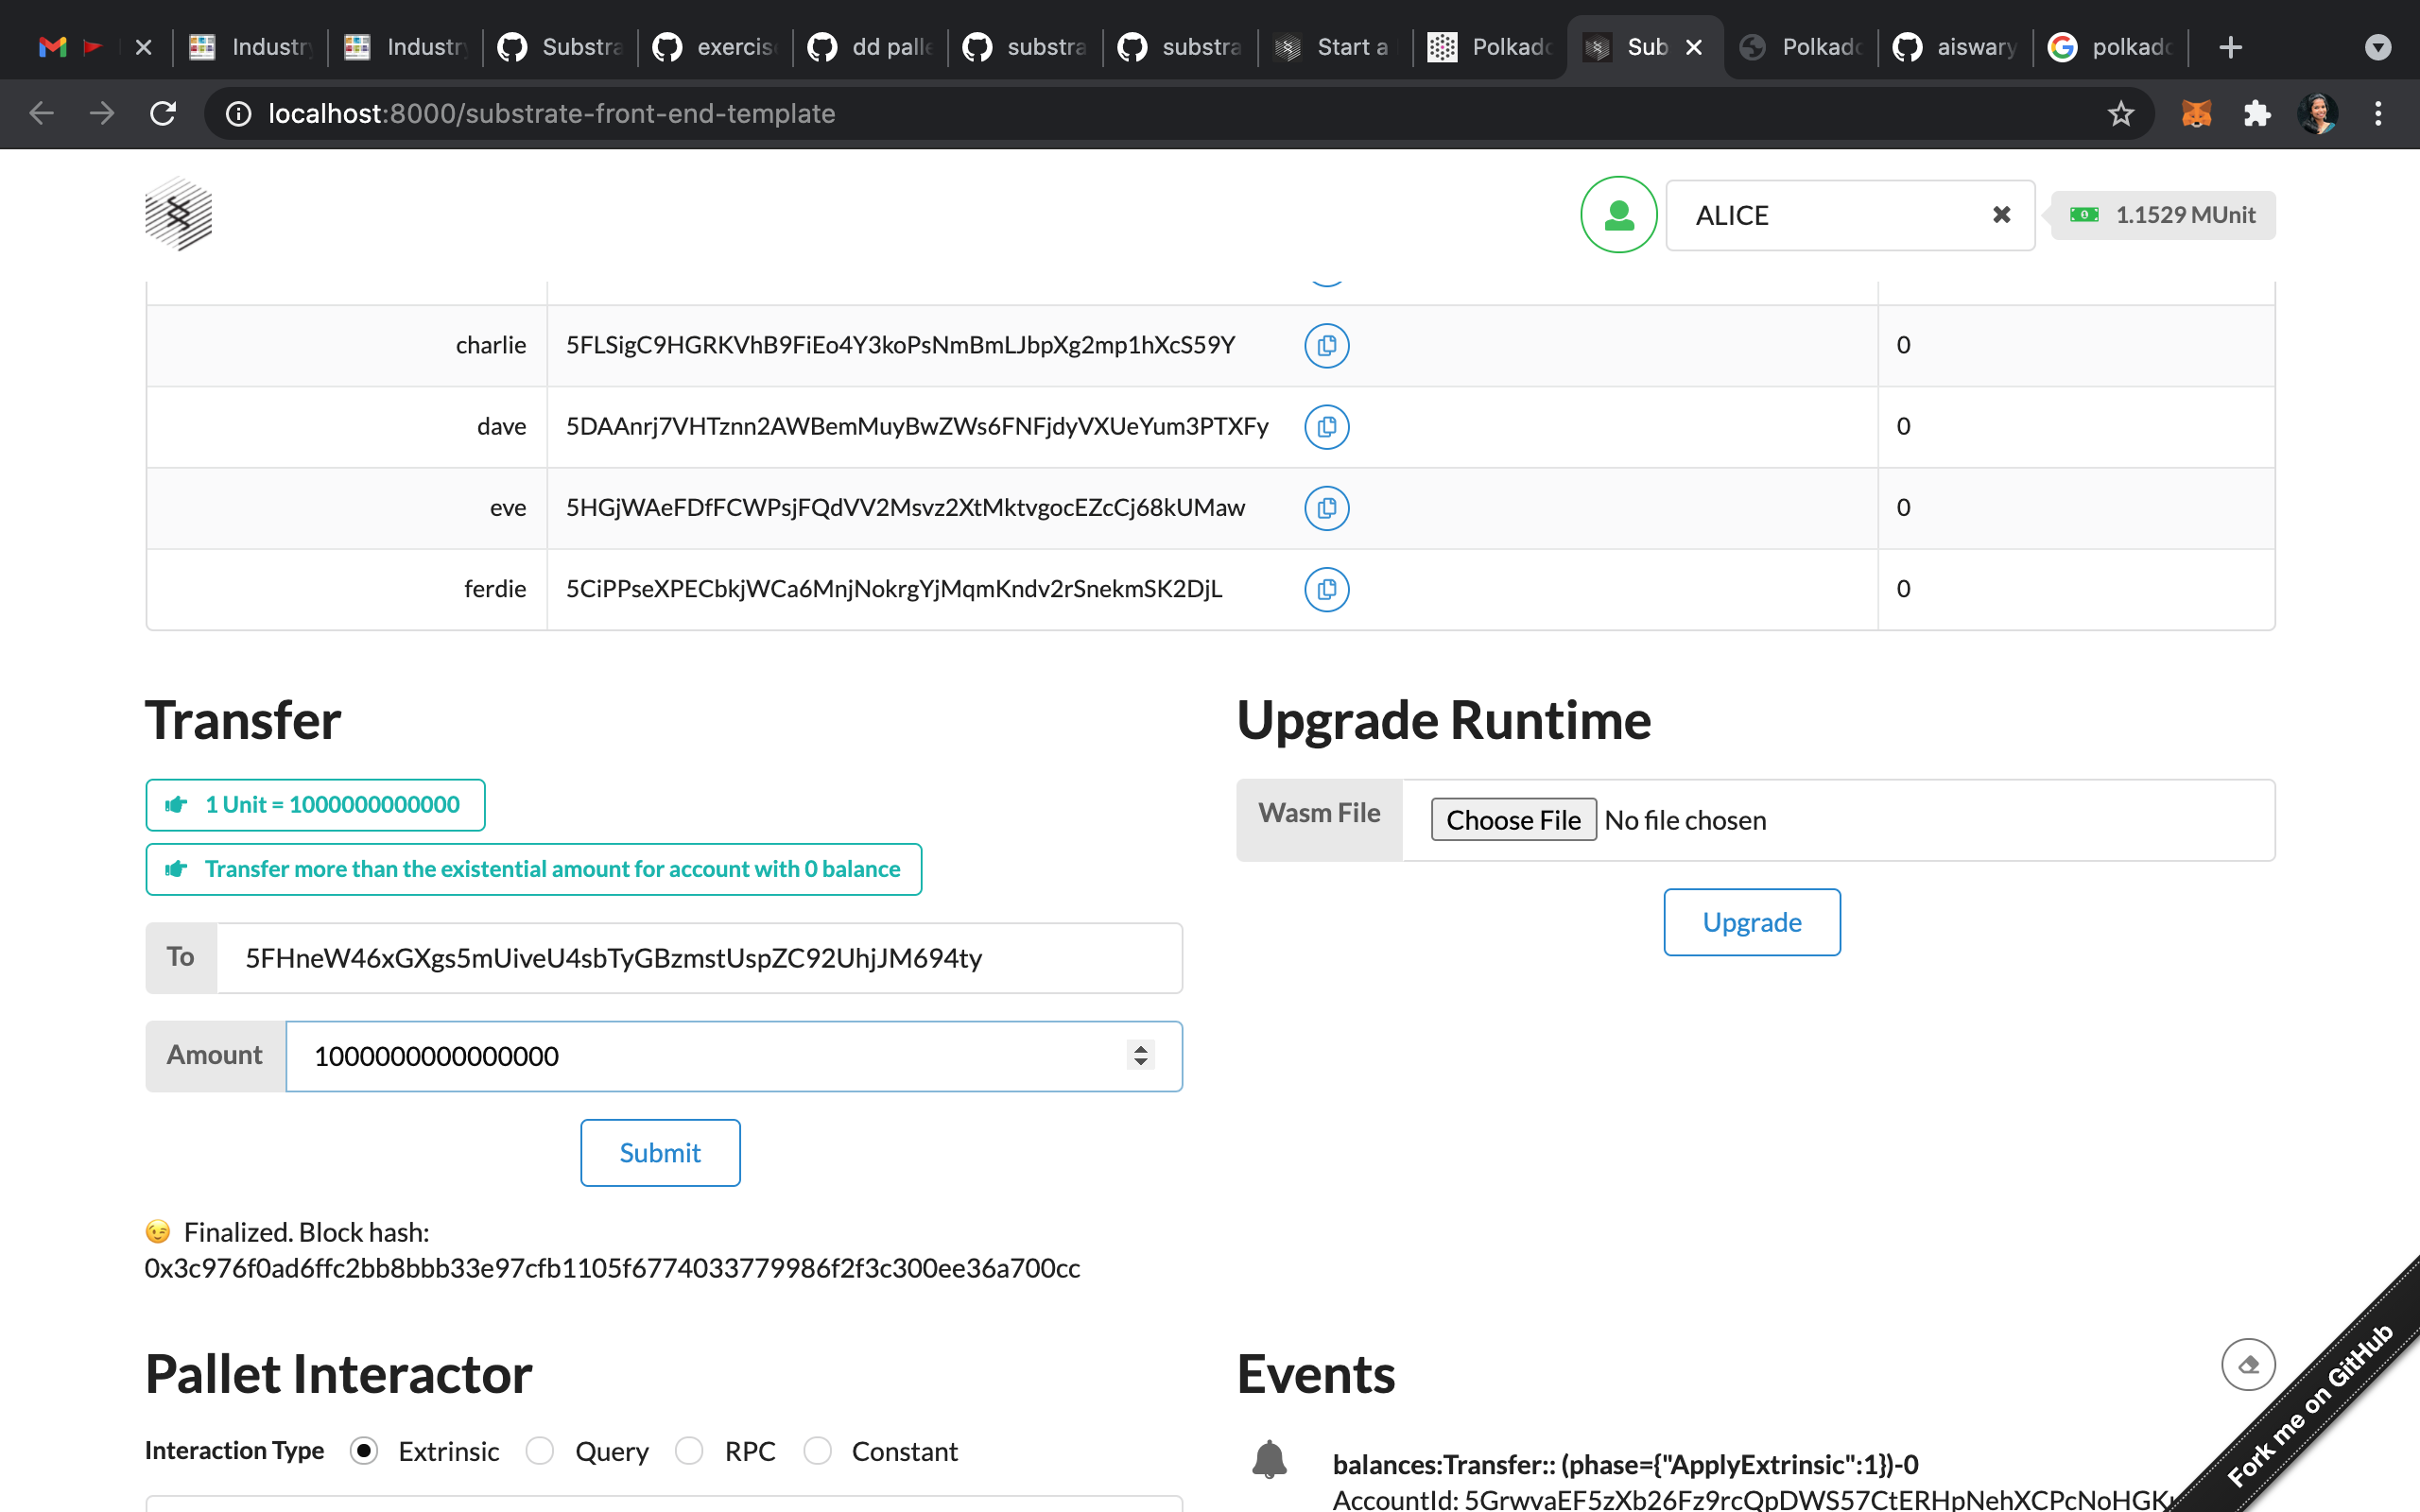 Industr
Industr
Substra
exercis
dd palle
substra
substra
Start a
Polkado
Sub
Polkado
aiswary
polkado
localhost:8000/substrate-front-end-template
ALICE
1.1529 MUnit
charlie 5FLSigC9HGRKVhB9FiEo4Y3koPsNmBmLJbpXg2mp1hXcS59Y 0
dave 5DAAnrj7VHTznn2AWBemMuyBwZWs6FNFjdyVXUeYum3PTXFy 0
eve 5HGjWAeFDfFCWPsjFQdVV2Msvz2XtMktvgocEZcCj68kUMaw 0
ferdie 5CiPPseXPECbkjWCa6MnjNokrgYjMqmKndv2rSnekmSK2DjL 0
Transfer
1 Unit = 1000000000000
Transfer more than the existential amount for account with 0 balance
To 5FHneW46xGXgs5mUiveU4sbTyGBzmstUspZC92UhjJM694ty
Amount 1000000000000000
Submit
😉 Finalized. Block hash:
0x3c976f0ad6ffc2bb8bbb33e97cfb1105f6774033779986f2f3c300ee36a700cc
Upgrade Runtime
Wasm File Choose File No file chosen
Upgrade
Pallet Interactor
Interaction Type Extrinsic Query RPC Constant
Events
balances:Transfer:: (phase={"ApplyExtrinsic":1})-0
AccountId: 5GrwvaEF5zXb26Fz9rcQpDWS57CtERHpNehXCPcNoHGK
Fork me on GitHub